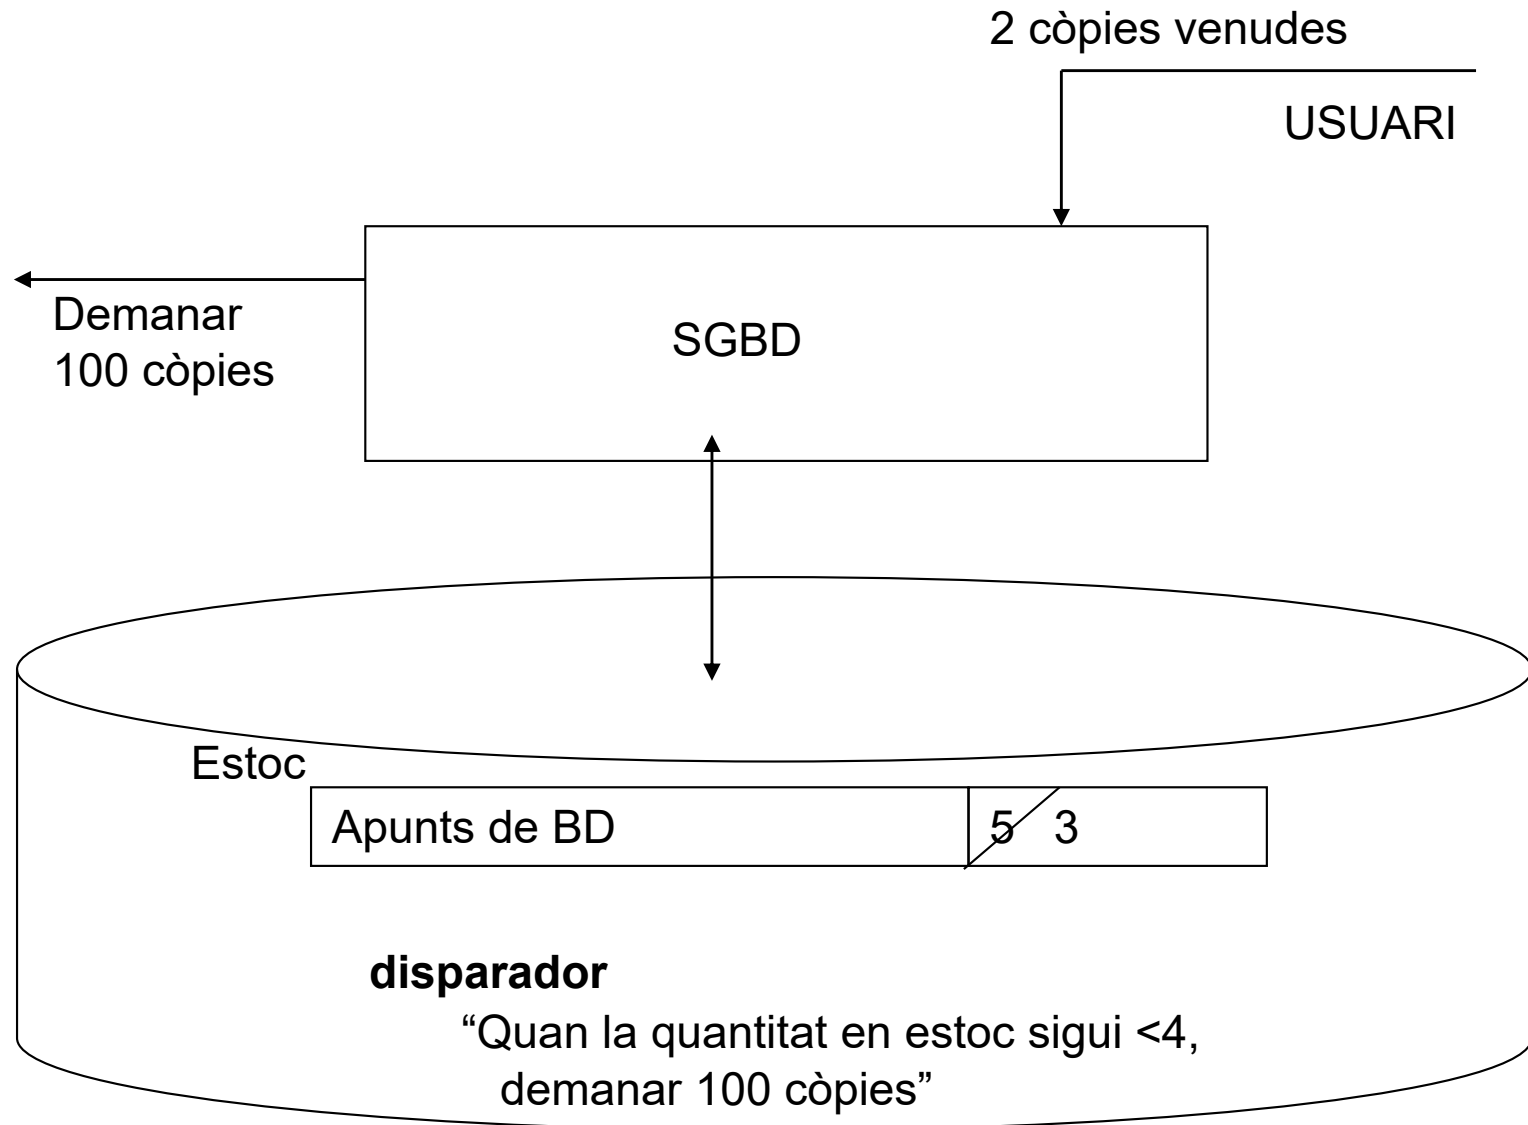 2 còpies venudes
USUARI
Demanar
100 còpies
SGBD
Estoc
Apunts de BD 5 3
disparador
“Quan la quantitat en estoc sigui <4,
demanar 100 còpies”